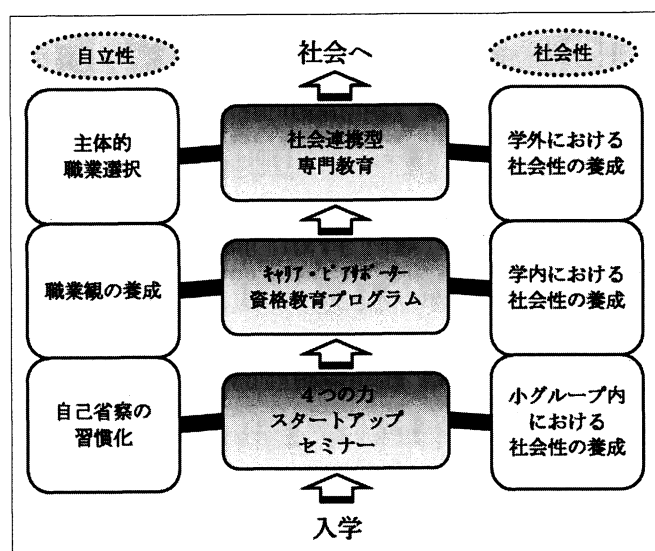 自立性
社会へ
社会性
主体的
職業選択
社会連携型
専門教育
学外における
社会性の養成
職業観の養成
キャリア・ピアサポーター
資格教育プログラム
学内における
社会性の養成
自己省察の
習慣化
4つの力
スタートアップ
セミナー
小グループ内
における
社会性の養成
入学